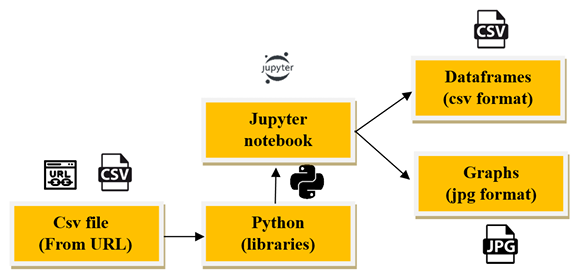 CSV
jupyter
Dataframes
(csv format)
Jupyter
notebook
URL
CSV
Graphs
(jpg format)
Csv file
(From URL)
Python
(libraries)
JPG